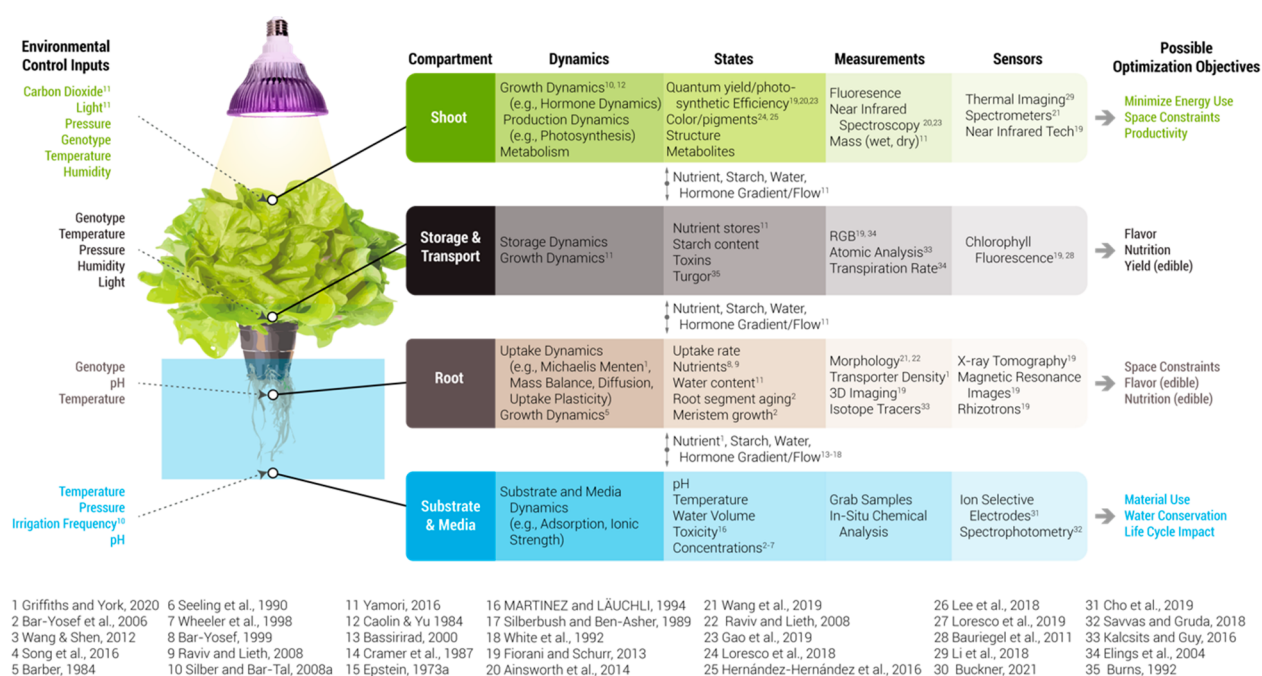 Environmental
Control Inputs
Carbon Dioxide11
Light11
Pressure
Genotype
Temperature
Humidity
Genotype
Temperature
Pressure
Humidity
Light
Genotype
pH
Temperature
Temperature
Pressure
Irrigation Frequency10
pH
Compartment
Dynamics
States
Measurements
Sensors
Possible
Optimization Objectives
Shoot
Growth Dynamics10, 12
(e.g., Hormone Dynamics)
Production Dynamics
(e.g., Photosynthesis)
Metabolism
Quantum yield/photo-
synthetic Efficiency19,20,23
Color/pigments24, 25
Structure
Metabolites
Fluoresence
Near Infrared
Spectroscopy 20,23
Mass (wet, dry)11
Thermal Imaging29
Spectrometers21
Near Infrared Tech19
Minimize Energy Use
Space Constraints
Productivity
Nutrient, Starch, Water,
Hormone Gradient/Flow11
Storage &
Transport
Storage Dynamics
Growth Dynamics11
Nutrient stores11
Starch content
Toxins
Turgor35
RGB19, 34
Atomic Analysis33
Transpiration Rate34
Chlorophyll
Fluorescence19, 28
Flavor
Nutrition
Yield (edible)
Nutrient, Starch, Water,
Hormone Gradient/Flow11
Root
Uptake Dynamics
(e.g., Michaelis Menten1,
Mass Balance, Diffusion,
Uptake Plasticity)
Growth Dynamics5
Uptake rate
Nutrients8, 9
Water content11
Root segment aging2
Meristem growth2
Morphology21, 22
Transporter Density1
3D Imaging19
Isotope Tracers33
X-ray Tomography19
Magnetic Resonance
Images19
Rhizotrons19
Space Constraints
Flavor (edible)
Nutrition (edible)
Nutrient1, Starch, Water,
Hormone Gradient/Flow13-18
Substrate
& Media
Substrate and Media
Dynamics
(e.g., Adsorption, Ionic
Strength)
pH
Temperature
Water Volume
Toxicity16
Concentrations2-7
Grab Samples
In-Situ Chemical
Analysis
Ion Selective
Electrodes31
Spectrophotometry32
Material Use
Water Conservation
Life Cycle Impact
1 Griffiths and York, 2020
2 Bar-Yosef et al., 2006
3 Wang & Shen, 2012
4 Song et al., 2016
5 Barber, 1984
6 Seeling et al., 1990
7 Wheeler et al., 1998
8 Bar-Yosef, 1999
9 Raviv and Lieth, 2008
10 Silber and Bar-Tal, 2008a
11 Yamori, 2016
12 Caolin & Yu 1984
13 Bassirirad, 2000
14 Cramer et al., 1987
15 Epstein, 1973a
16 MARTINEZ and LÄUCHLI, 1994
17 Silberbush and Ben-Asher, 1989
18 White et al., 1992
19 Fiorani and Schurr, 2013
20 Ainsworth et al., 2014
21 Wang et al., 2019
22 Raviv and Lieth, 2008
23 Gao et al., 2019
24 Loresco et al., 2018
25 Hernández-Hernández et al., 2016
26 Lee et al., 2018
27 Loresco et al., 2019
28 Bauriegel et al., 2011
29 Li et al., 2018
30 Buckner, 2021
31 Cho et al., 2019
32 Savvas and Gruda, 2018
33 Kalcsits and Guy, 2016
34 Elings et al., 2004
35 Burns, 1992